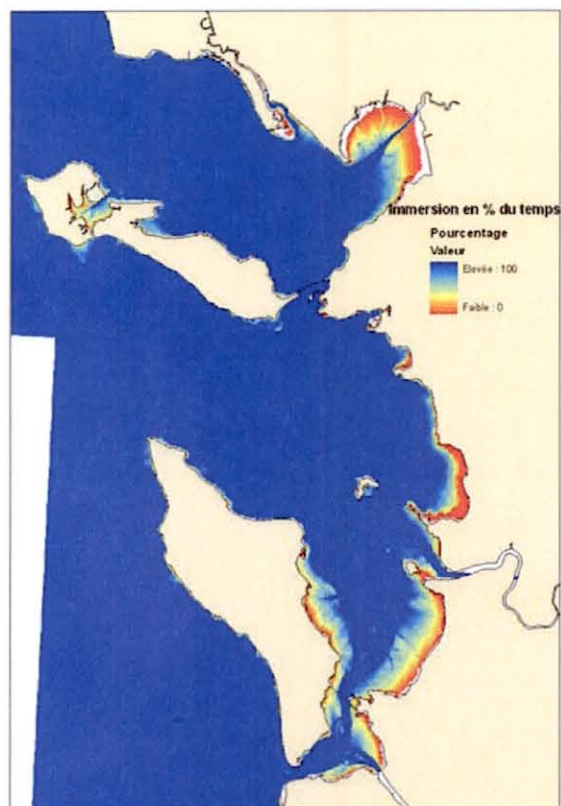 Immersion en % du temps
Pourcentage
Valeur
Elevée : 100
Faible : 0